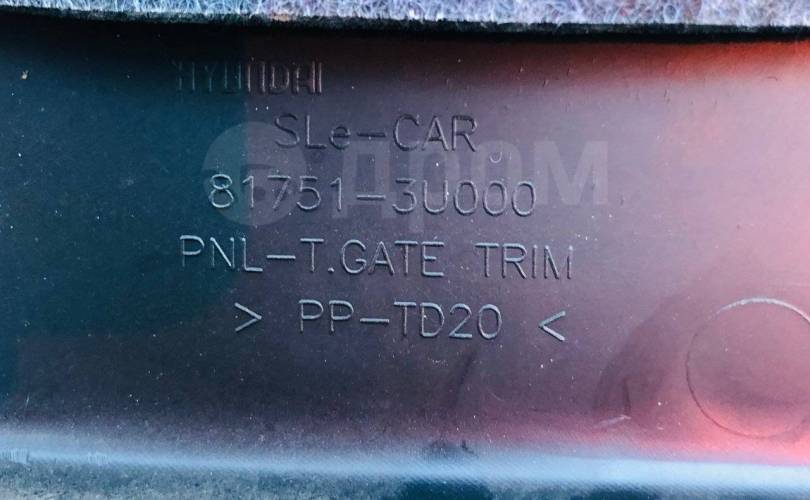 HYUNDAI
SLe-CAR
ДРОМ
81751-3U000
PNL-T.GATE TRIM
> PP-TD20 <